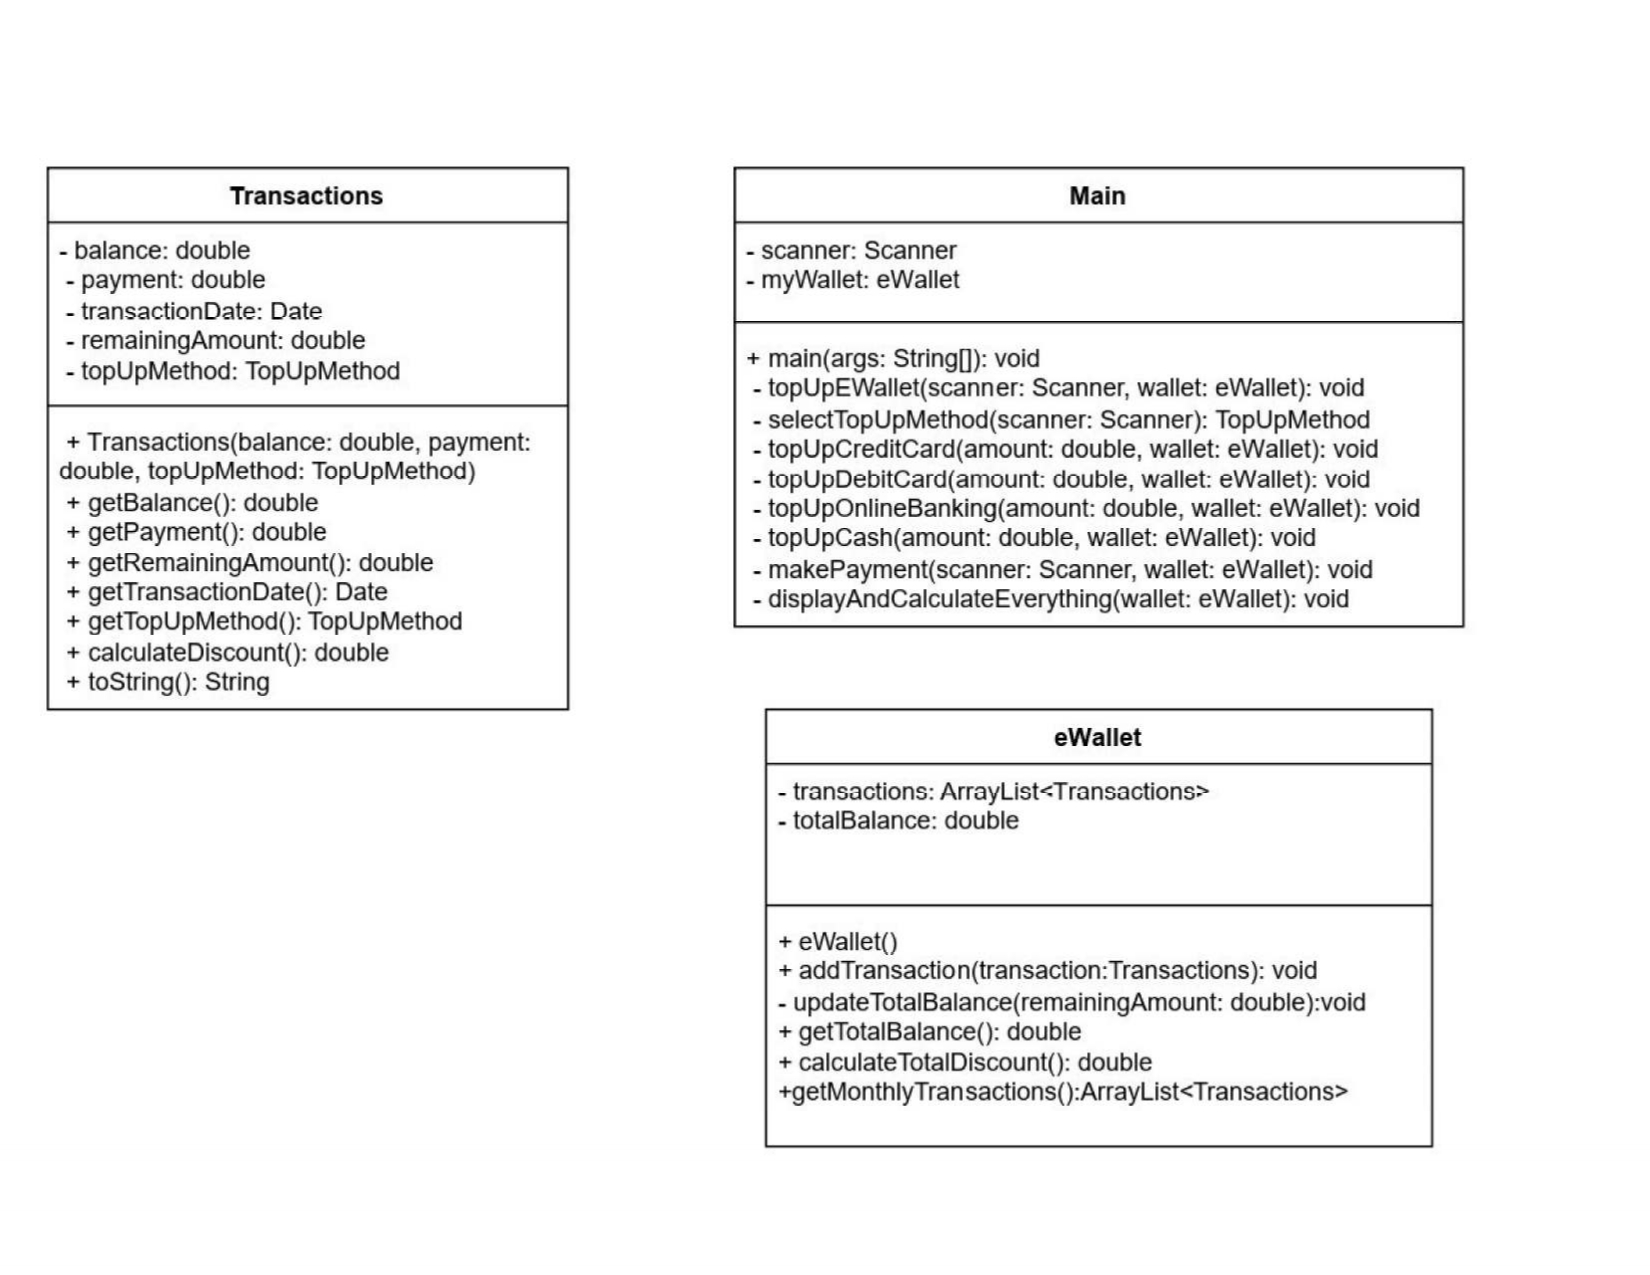 Transactions
- balance: double
- payment: double
- transactionDate: Date
- remainingAmount: double
- topUpMethod: TopUpMethod
+ Transactions(balance: double, payment:
double, topUpMethod: TopUpMethod)
+ getBalance(): double
+ getPayment(): double
+ getRemainingAmount(): double
+ getTransactionDate(): Date
+ getTopUpMethod(): TopUpMethod
+ calculateDiscount(): double
+ toString(): String
Main
- scanner: Scanner
- myWallet: eWallet
+ main(args: String[]): void
- topUpEWallet(scanner: Scanner, wallet: eWallet): void
- selectTopUpMethod(scanner: Scanner): TopUpMethod
- topUpCreditCard(amount: double, wallet: eWallet): void
- topUpDebitCard(amount: double, wallet: eWallet): void
- topUpOnlineBanking(amount: double, wallet: eWallet): void
- topUpCash(amount: double, wallet: eWallet): void
- makePayment(scanner: Scanner, wallet: eWallet): void
- displayAndCalculateEverything(wallet: eWallet): void
eWallet
- transactions: ArrayList<Transactions>
- totalBalance: double
+ eWallet()
+ addTransaction(transaction:Transactions): void
- updateTotalBalance(remainingAmount: double):void
+ getTotalBalance(): double
+ calculateTotalDiscount(): double
+getMonthlyTransactions():ArrayList<Transactions>